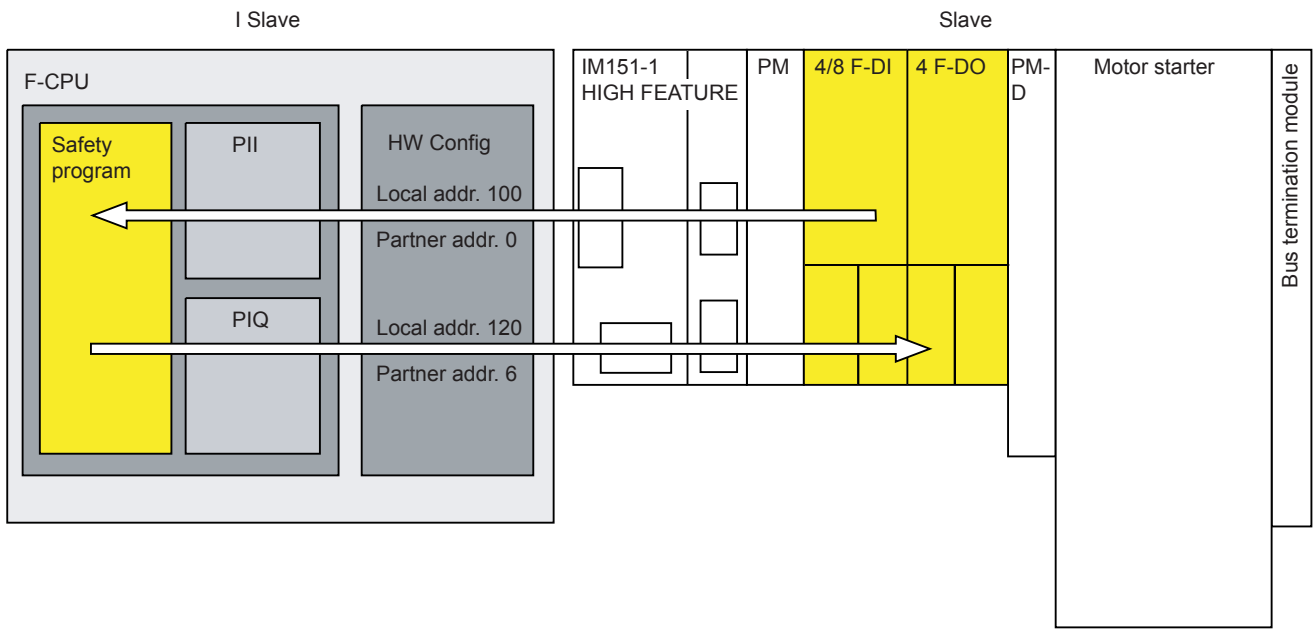 I Slave
Slave
F-CPU
Safety
program
PII
PIQ
HW Config
Local addr. 100
Partner addr. 0
Local addr. 120
Partner addr. 6
IM151-1
HIGH FEATURE
PM
4/8 F-DI
4 F-DO
PM-
D
Motor starter
Bus termination module